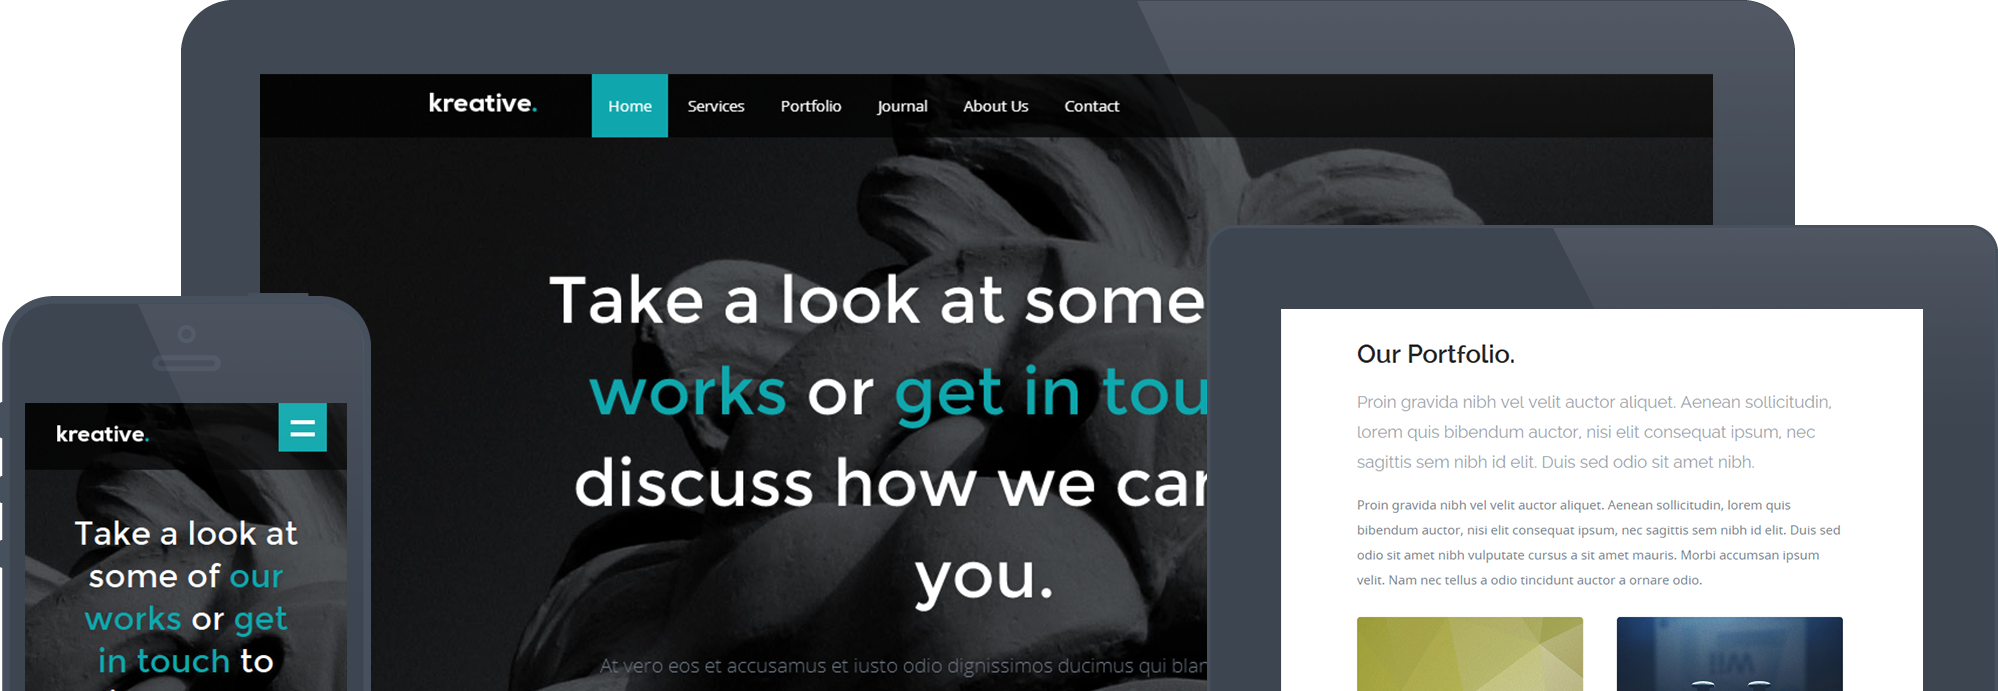 kreative.
Home Services Portfolio Journal About Us Contact
Take a look at some
works or get in tou
discuss how we car
you.
At vero eos et accusamus et iusto odio dignissimos ducimus qui blan
kreative.
Take a look at
some of our
works or get
in touch to
Our Portfolio.
Proin gravida nibh vel velit auctor aliquet. Aenean sollicitudin,
lorem quis bibendum auctor, nisi elit consequat ipsum, nec
sagittis sem nibh id elit. Duis sed odio sit amet nibh.
Proin gravida nibh vel velit auctor aliquet. Aenean sollicitudin, lorem quis
bibendum auctor, nisi elit consequat ipsum, nec sagittis sem nibh id elit. Duis sed
odio sit amet nibh vulputate cursus a sit amet mauris. Morbi accumsan ipsum
velit. Nam nec tellus a odio tincidunt auctor a ornare odio.